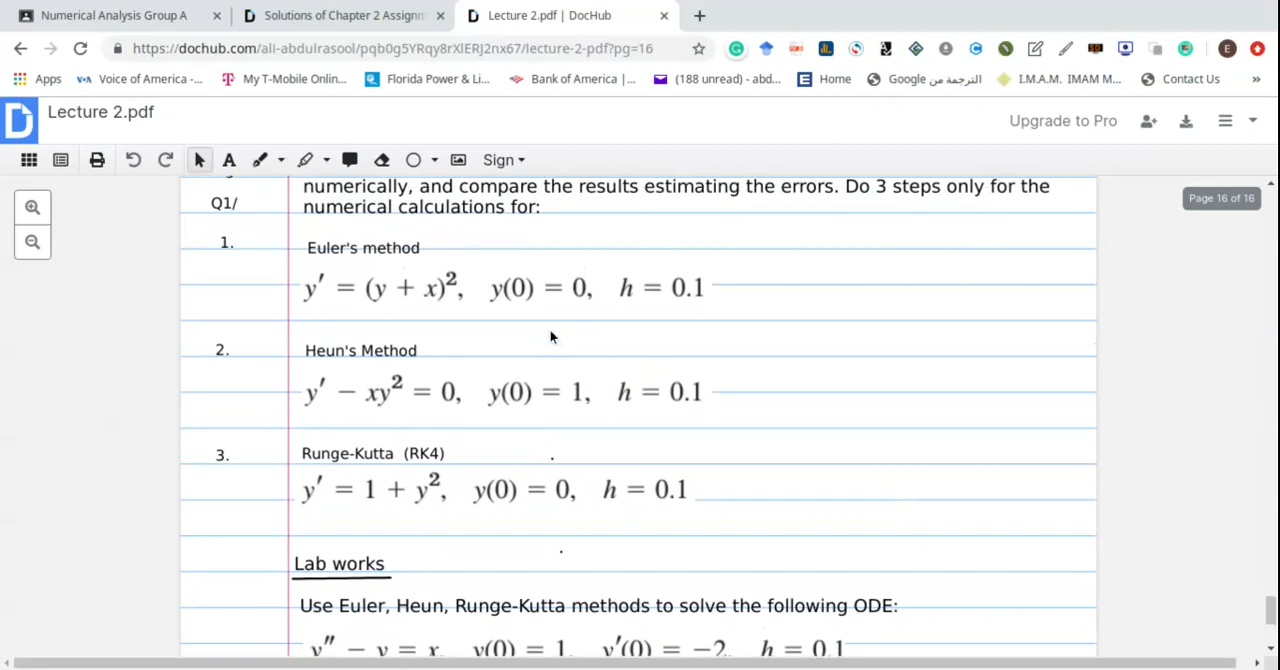 Numerical Analysis Group A
Solutions of Chapter 2 Assignm
Lecture 2.pdf | DocHub
https://dochub.com/ali-abdulrasool/pqb0g5YRqy8rXlERJ2nx67/lecture-2-pdf?pg=16
E
Apps
Voice of America -...
My T-Mobile Onlin...
Florida Power & Li...
Bank of America |...
(188 unread) - abd...
Home
Google الترجمة من
I.M.A.M. IMAM M...
Contact Us
»
Lecture 2.pdf
Upgrade to Pro
Sign
numerically, and compare the results estimating the errors. Do 3 steps only for the
Q1/
numerical calculations for:
Page 16 of 16
1.
Euler's method
y′ = (y + x)², y(0) = 0, h = 0.1
2.
Heun's Method
y′ − xy² = 0, y(0) = 1, h = 0.1
3.
Runge-Kutta (RK4)
y′ = 1 + y², y(0) = 0, h = 0.1
Lab works
Use Euler, Heun, Runge-Kutta methods to solve the following ODE:
y″ − y = x, y(0) = 1, y′(0) = −2, h = 0.1